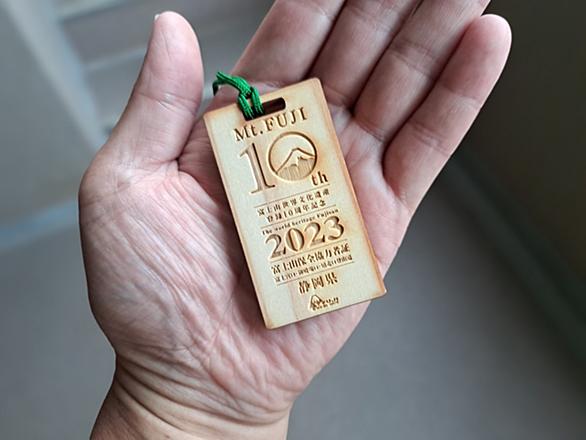 Mt.FUJI
10th
富士山世界文化遺産
登録10周年記念
The world heritage Fujisan
2023
富士山保全協力者証
静岡県